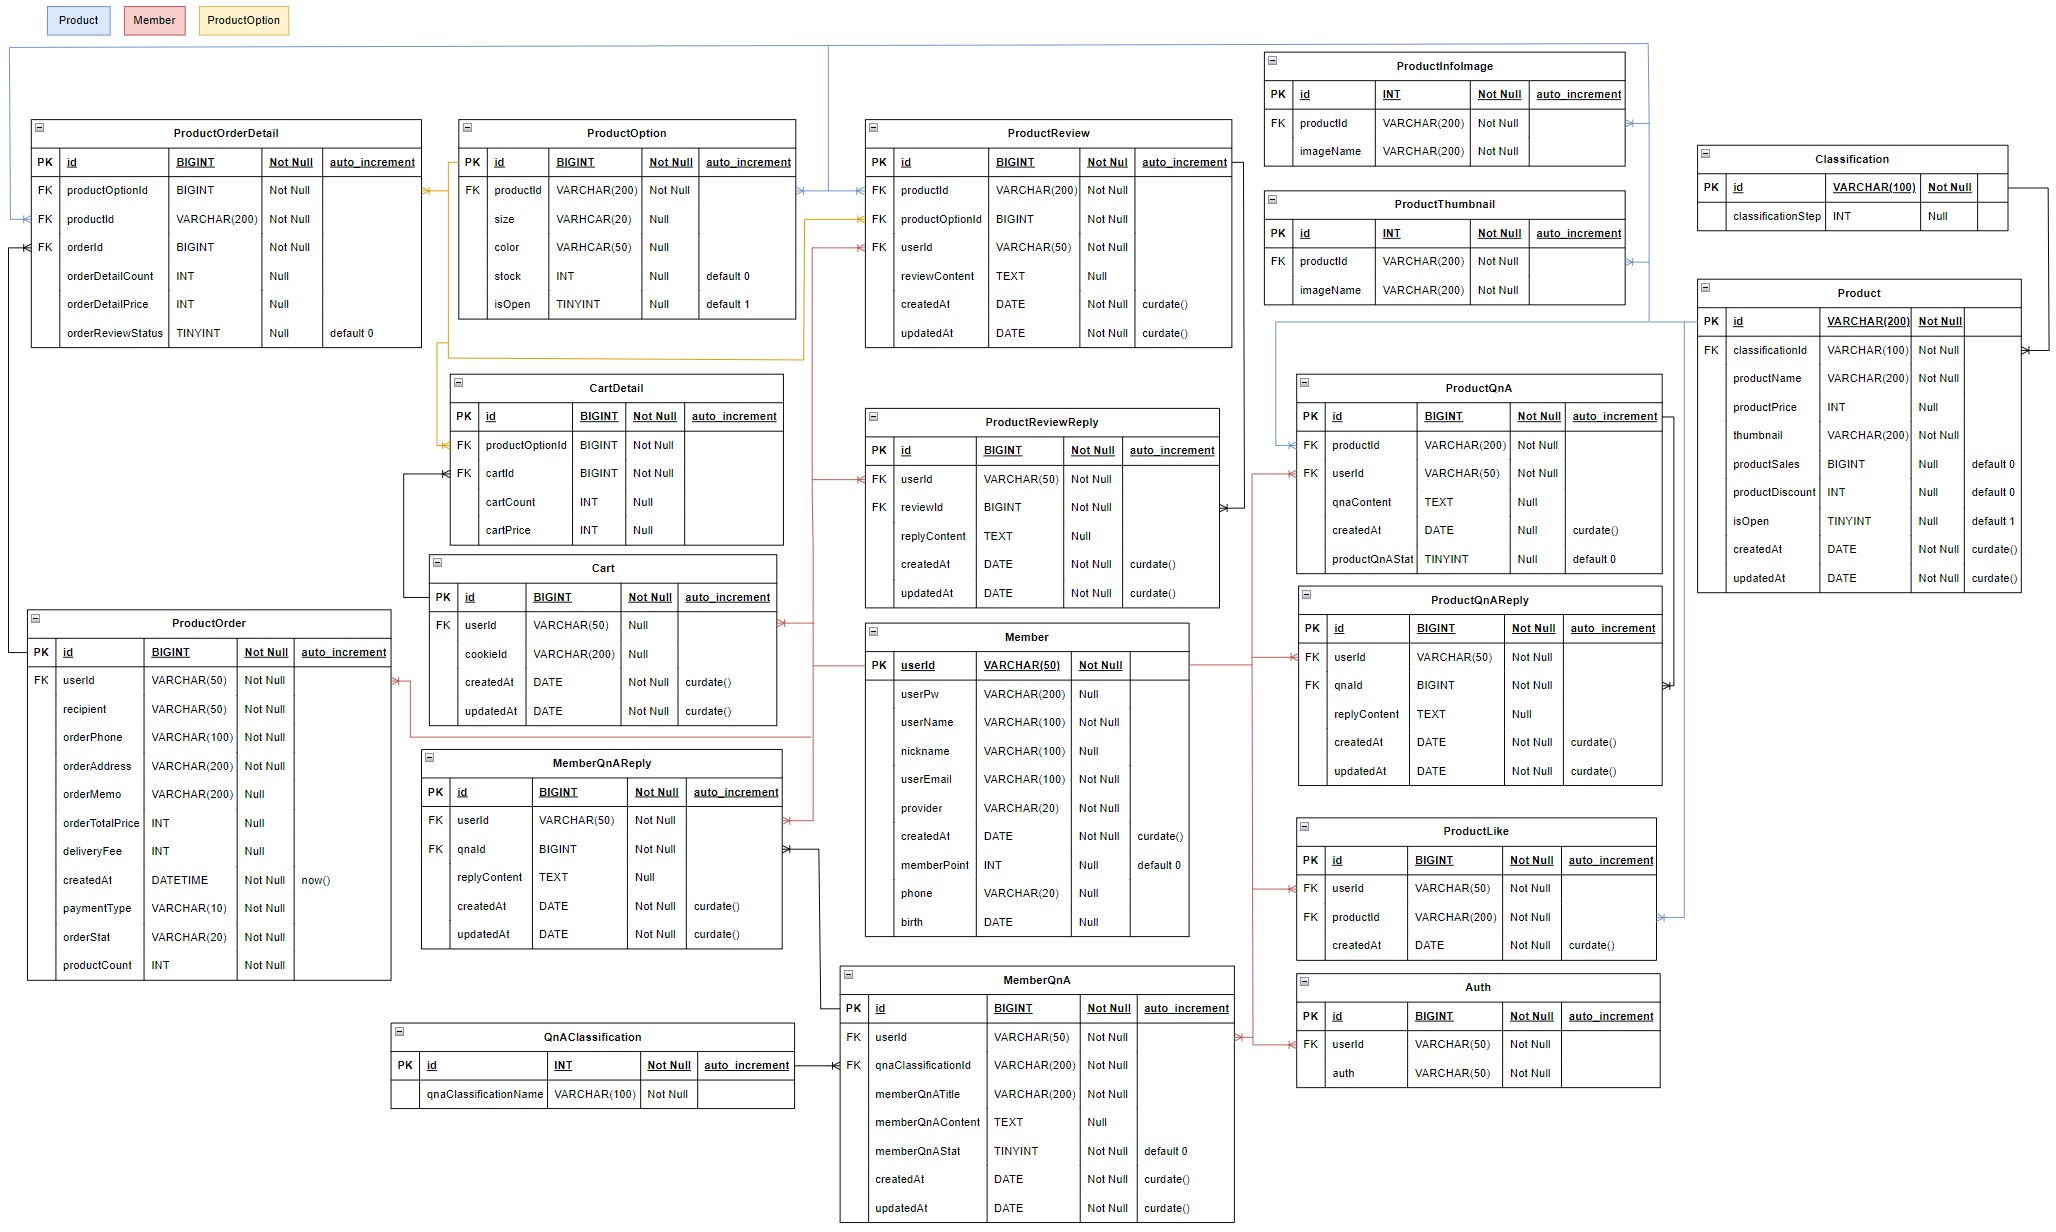 Product Member ProductOption
ProductOrderDetail
PK id BIGINT Not Null auto_increment
FK productOptionId BIGINT Not Null
FK productId VARCHAR(200) Not Null
FK orderId BIGINT Not Null
orderDetailCount INT Null
orderDetailPrice INT Null
orderReviewStatus TINYINT Null default 0
ProductOption
PK id BIGINT Not Null auto_increment
FK productId VARCHAR(200) Not Null
size VARHCAR(20) Null
color VARHCAR(50) Null
stock INT Null default 0
isOpen TINYINT Null default 1
ProductReview
PK id BIGINT Not Nul auto_increment
FK productId VARCHAR(200) Not Null
FK productOptionId BIGINT Not Null
FK userId VARCHAR(50) Not Null
reviewContent TEXT Null
createdAt DATE Not Null curdate()
updatedAt DATE Not Null curdate()
ProductInfoImage
PK id INT Not Null auto_increment
FK productId VARCHAR(200) Not Null
imageName VARCHAR(200) Not Null
ProductThumbnail
PK id INT Not Null auto_increment
FK productId VARCHAR(200) Not Null
imageName VARCHAR(200) Not Null
Classification
PK id VARCHAR(100) Not Null
classificationStep INT Null
Product
PK id VARCHAR(200) Not Null
FK classificationId VARCHAR(100) Not Null
productName VARCHAR(200) Not Null
productPrice INT Null
thumbnail VARCHAR(200) Not Null
productSales BIGINT Null default 0
productDiscount INT Null default 0
isOpen TINYINT Null default 1
createdAt DATE Not Null curdate()
updatedAt DATE Not Null curdate()
CartDetail
PK id BIGINT Not Null auto_increment
FK productOptionId BIGINT Not Null
FK cartId BIGINT Not Null
cartCount INT Null
cartPrice INT Null
ProductReviewReply
PK id BIGINT Not Null auto_increment
FK userId VARCHAR(50) Not Null
FK reviewId BIGINT Not Null
replyContent TEXT Null
createdAt DATE Not Null curdate()
updatedAt DATE Not Null curdate()
ProductQnA
PK id BIGINT Not Null auto_increment
FK productId VARCHAR(200) Not Null
FK userId VARCHAR(50) Not Null
qnaContent TEXT Null
createdAt DATE Null curdate()
productQnAStat TINYINT Null default 0
Cart
PK id BIGINT Not Null auto_increment
FK userId VARCHAR(50) Null
cookieId VARCHAR(200) Null
createdAt DATE Not Null curdate()
updatedAt DATE Not Null curdate()
ProductQnAReply
PK id BIGINT Not Null auto_increment
FK userId VARCHAR(50) Not Null
FK qnaId BIGINT Not Null
replyContent TEXT Null
createdAt DATE Not Null curdate()
updatedAt DATE Not Null curdate()
ProductOrder
PK id BIGINT Not Null auto_increment
FK userId VARCHAR(50) Not Null
recipient VARCHAR(50) Not Null
orderPhone VARCHAR(100) Not Null
orderAddress VARCHAR(200) Not Null
orderMemo VARCHAR(200) Null
orderTotalPrice INT Null
deliveryFee INT Null
createdAt DATETIME Not Null now()
paymentType VARCHAR(10) Not Null
orderStat VARCHAR(20) Not Null
productCount INT Not Null
Member
PK userId VARCHAR(50) Not Null
userPw VARCHAR(200) Null
userName VARCHAR(100) Not Null
nickname VARCHAR(100) Null
userEmail VARCHAR(100) Not Null
provider VARCHAR(20) Not Null
createdAt DATE Not Null curdate()
memberPoint INT Null default 0
phone VARCHAR(20) Null
birth DATE Null
MemberQnAReply
PK id BIGINT Not Null auto_increment
FK userId VARCHAR(50) Not Null
FK qnaId BIGINT Not Null
replyContent TEXT Null
createdAt DATE Not Null curdate()
updatedAt DATE Not Null curdate()
ProductLike
PK id BIGINT Not Null auto_increment
FK userId VARCHAR(50) Not Null
FK productId VARCHAR(200) Not Null
createdAt DATE Not Null curdate()
MemberQnA
PK id BIGINT Not Null auto_increment
FK userId VARCHAR(50) Not Null
FK qnaClassificationId VARCHAR(200) Not Null
memberQnATitle VARCHAR(200) Not Null
memberQnAContent TEXT Null
memberQnAStat TINYINT Not Null default 0
createdAt DATE Not Null curdate()
updatedAt DATE Not Null curdate()
Auth
PK id BIGINT Not Null auto_increment
FK userId VARCHAR(50) Not Null
auth VARCHAR(50) Not Null
QnAClassification
PK id INT Not Null auto_increment
qnaClassificationName VARCHAR(100) Not Null